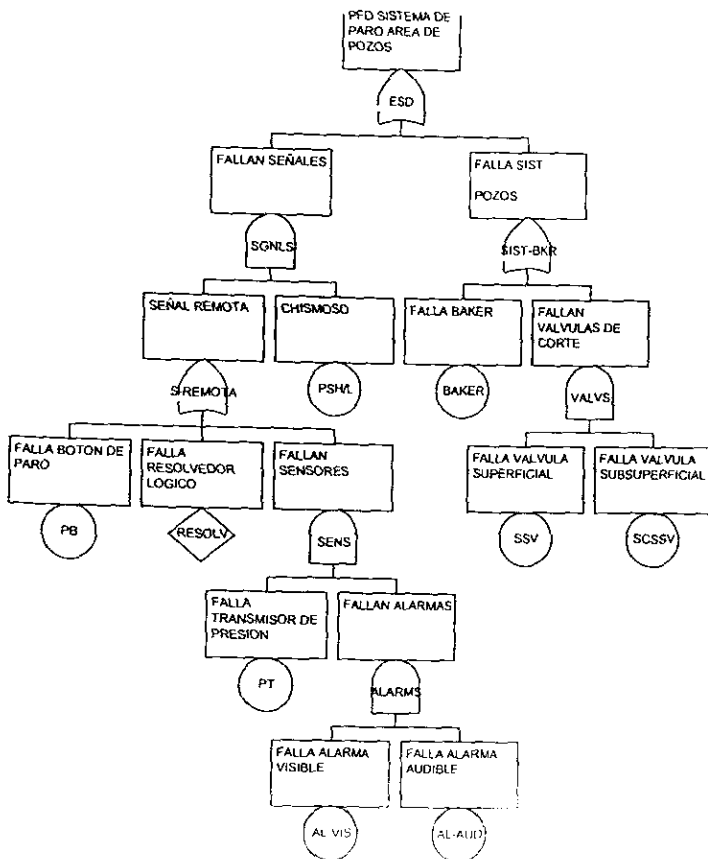 PFD SISTEMA DE
PARO AREA DE
POZOS
ESD
FALLAN SEÑALES
FALLA SIST
POZOS
SGNLS
SIST-BKR
SEÑAL REMOTA
CHISMOSO
FALLA BAKER
FALLAN
VALVULAS DE
CORTE
S-REMOTA
PSH/L
BAKER
VALVS
FALLA BOTON DE
PARO
FALLA
RESOLVEDOR
LOGICO
FALLAN
SENSORES
FALLA VALVULA
SUPERFICIAL
FALLA VALVULA
SUBSUPERFICIAL
PB
RESOLV
SENS
SSV
SCSSV
FALLA
TRANSMISOR DE
PRESION
FALLAN ALARMAS
PT
ALARMS
FALLA ALARMA
VISIBLE
FALLA ALARMA
AUDIBLE
AL-VIS
AL-AUD